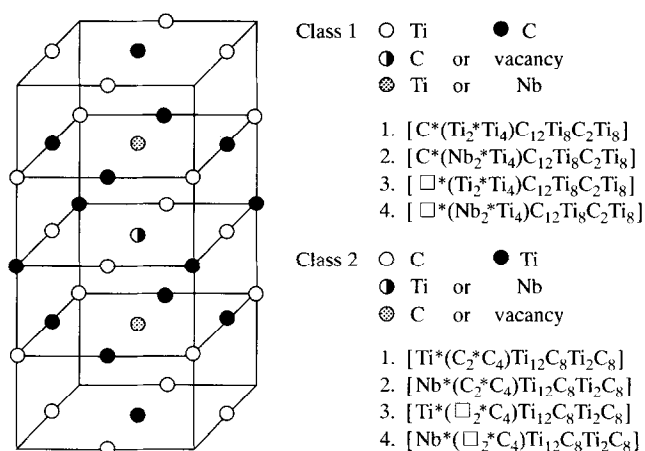 Class 1 ○ Ti ● C
◑ C or vacancy
Ti or Nb
1. [C*(Ti₂*Ti₄)C₁₂Ti₈C₂Ti₈]
2. [C*(Nb₂*Ti₄)C₁₂Ti₈C₂Ti₈]
3. [□*(Ti₂*Ti₄)C₁₂Ti₈C₂Ti₈]
4. [□*(Nb₂*Ti₄)C₁₂Ti₈C₂Ti₈]
Class 2 ○ C ● Ti
◑ Ti or Nb
C or vacancy
1. [Ti*(C₂*C₄)Ti₁₂C₈Ti₂C₈]
2. [Nb*(C₂*C₄)Ti₁₂C₈Ti₂C₈]
3. [Ti*(□₂*C₄)Ti₁₂C₈Ti₂C₈]
4. [Nb*(□₂*C₄)Ti₁₂C₈Ti₂C₈]